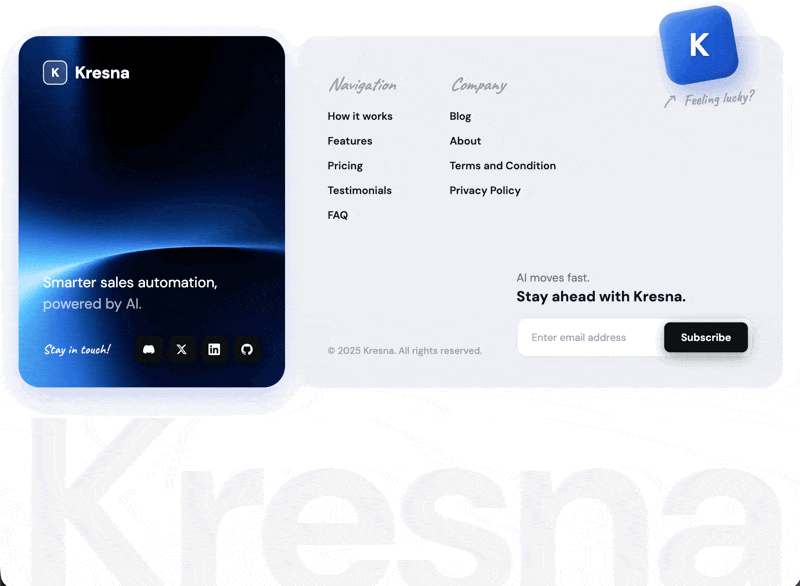 K Kresna
Smarter sales automation,
powered by AI.
Stay in touch!
Navigation
How it works
Features
Pricing
Testimonials
FAQ
Company
Blog
About
Terms and Condition
Privacy Policy
K
Feeling lucky?
AI moves fast.
Stay ahead with Kresna.
Enter email address
Subscribe
© 2025 Kresna. All rights reserved.
Kresna